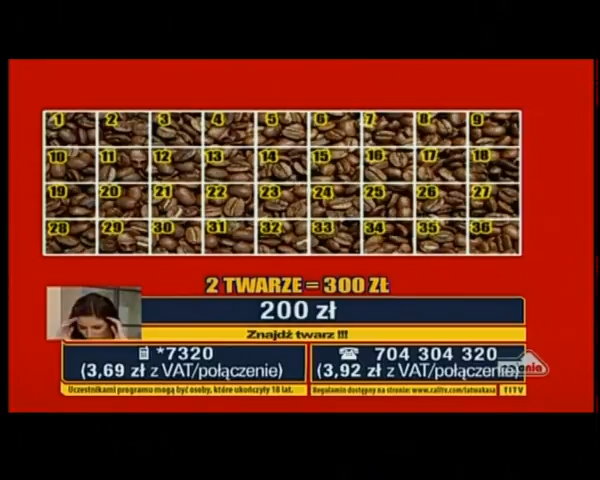 1 2 3 4 5 6 7 8 9
10 11 12 13 14 15 16 17 18
19 20 21 22 23 24 25 26 27
28 29 30 31 32 33 34 35 36
2 TWARZE = 300 ZŁ
200 zł
Znajdź twarz !!!
*7320
(3,69 zł z VAT/połączenie)
704 304 320
(3,92 zł z VAT/połączenie)
Uczestnikami programu mogą być osoby, które ukończyły 18 lat.
Regulamin dostępny na stronie: www.calltv.com/latwakasa
TITV